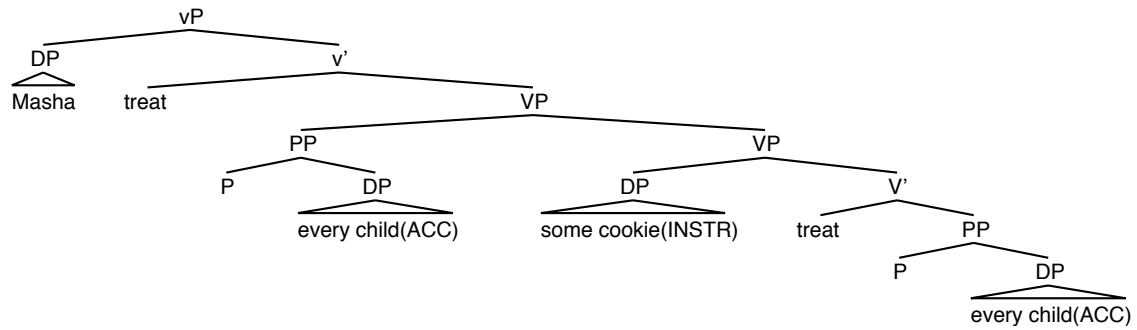 vP
DP v'
Masha treat VP
PP VP
P DP DP V'
every child(ACC) some cookie(INSTR) treat PP
P DP
every child(ACC)